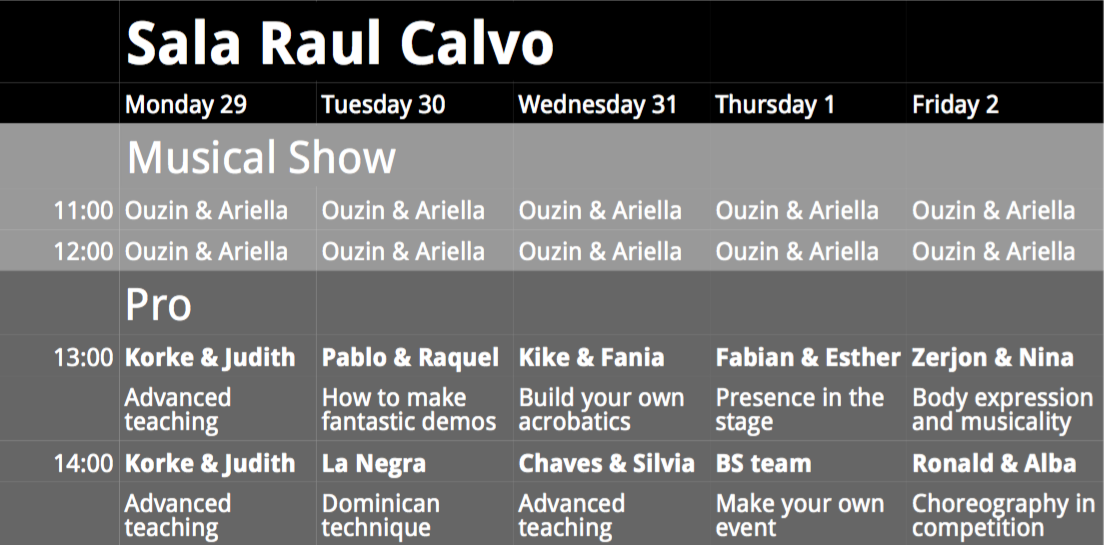 Sala Raul Calvo
Monday 29 Tuesday 30 Wednesday 31 Thursday 1 Friday 2
Musical Show
11:00 Ouzin & Ariella Ouzin & Ariella Ouzin & Ariella Ouzin & Ariella Ouzin & Ariella
12:00 Ouzin & Ariella Ouzin & Ariella Ouzin & Ariella Ouzin & Ariella Ouzin & Ariella
Pro
13:00 Korke & Judith Pablo & Raquel Kike & Fania Fabian & Esther Zerjon & Nina
Advanced How to make Build your own Presence in the Body expression
teaching fantastic demos acrobatics stage and musicality
14:00 Korke & Judith La Negra Chaves & Silvia BS team Ronald & Alba
Advanced Dominican Advanced Make your own Choreography in
teaching technique teaching event competition